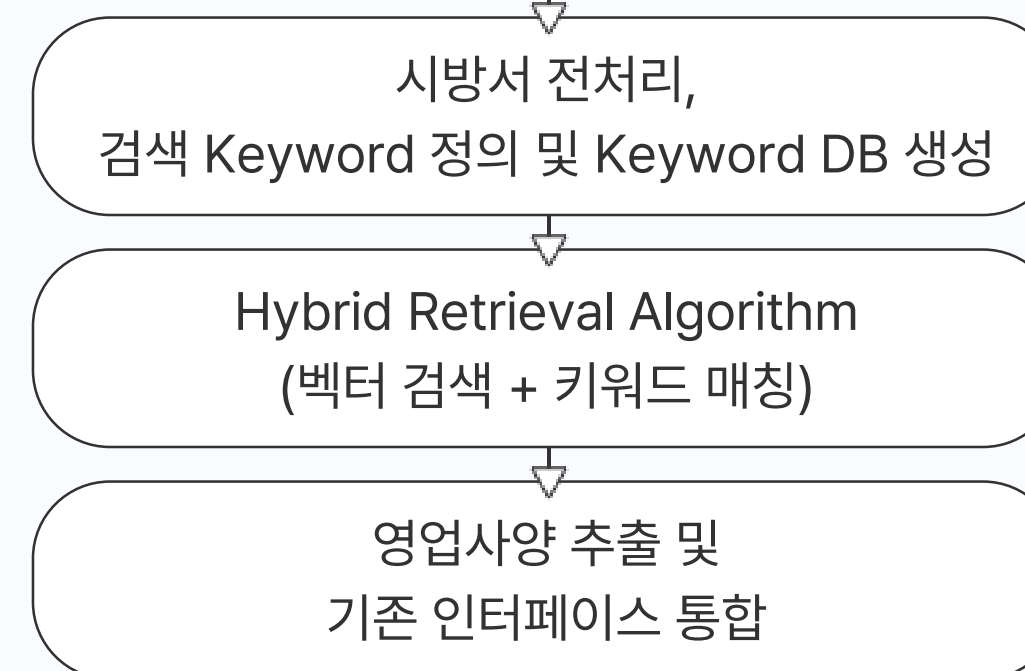 시방서 전처리,
검색 Keyword 정의 및 Keyword DB 생성
Hybrid Retrieval Algorithm
(벡터 검색 + 키워드 매칭)
영업사양 추출 및
기존 인터페이스 통합